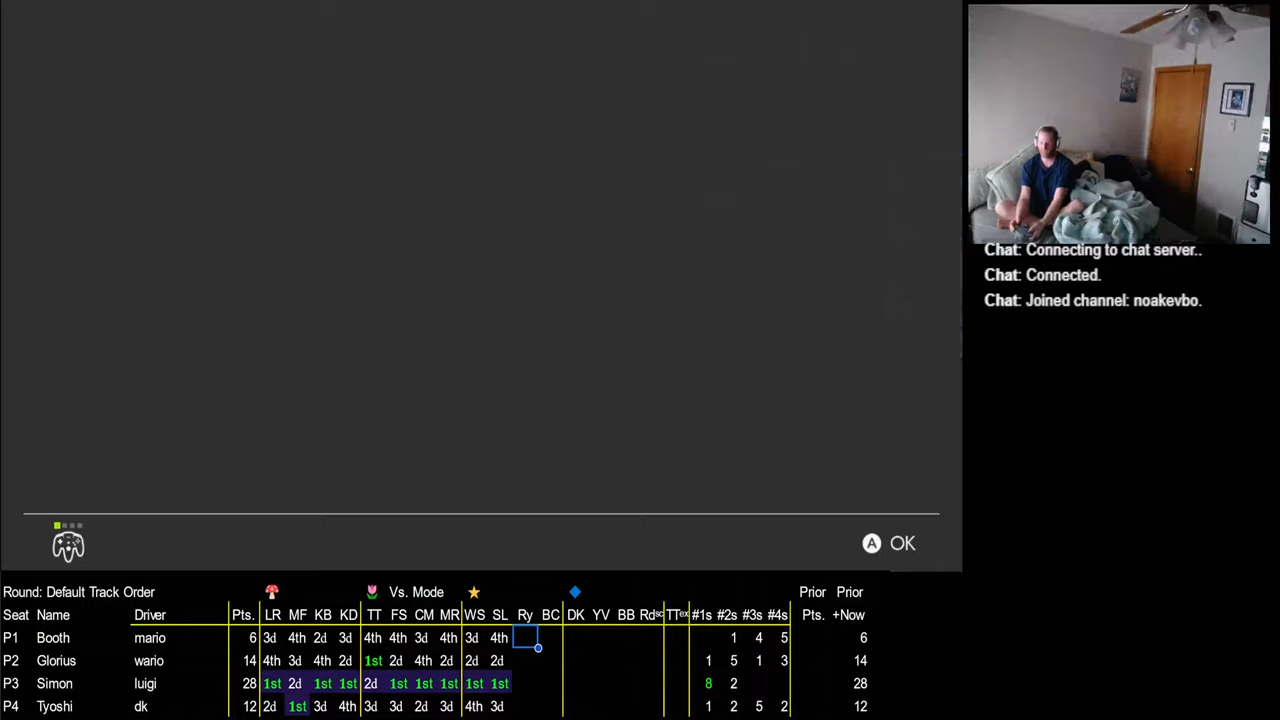 Chat: Connecting to chat server..
Chat: Connected.
Chat: Joined channel: noakevbo.
A OK
Round: Default Track Order Vs. Mode Prior Prior
Seat Name Driver Pts. LR MF KB KD TT FS CM MR WS SL Ry BC DK YV BB Rdsc TTex #1s #2s #3s #4s Pts. +Now
P1 Booth mario 6 3d 4th 2d 3d 4th 4th 3d 4th 3d 4th 1 4 5 6
P2 Glorius wario 14 4th 3d 4th 2d 1st 2d 4th 2d 2d 2d 1 5 1 3 14
P3 Simon luigi 28 1st 2d 1st 1st 2d 1st 1st 1st 1st 1st 8 2 28
P4 Tyoshi dk 12 2d 1st 3d 4th 3d 3d 2d 3d 4th 3d 1 2 5 2 12